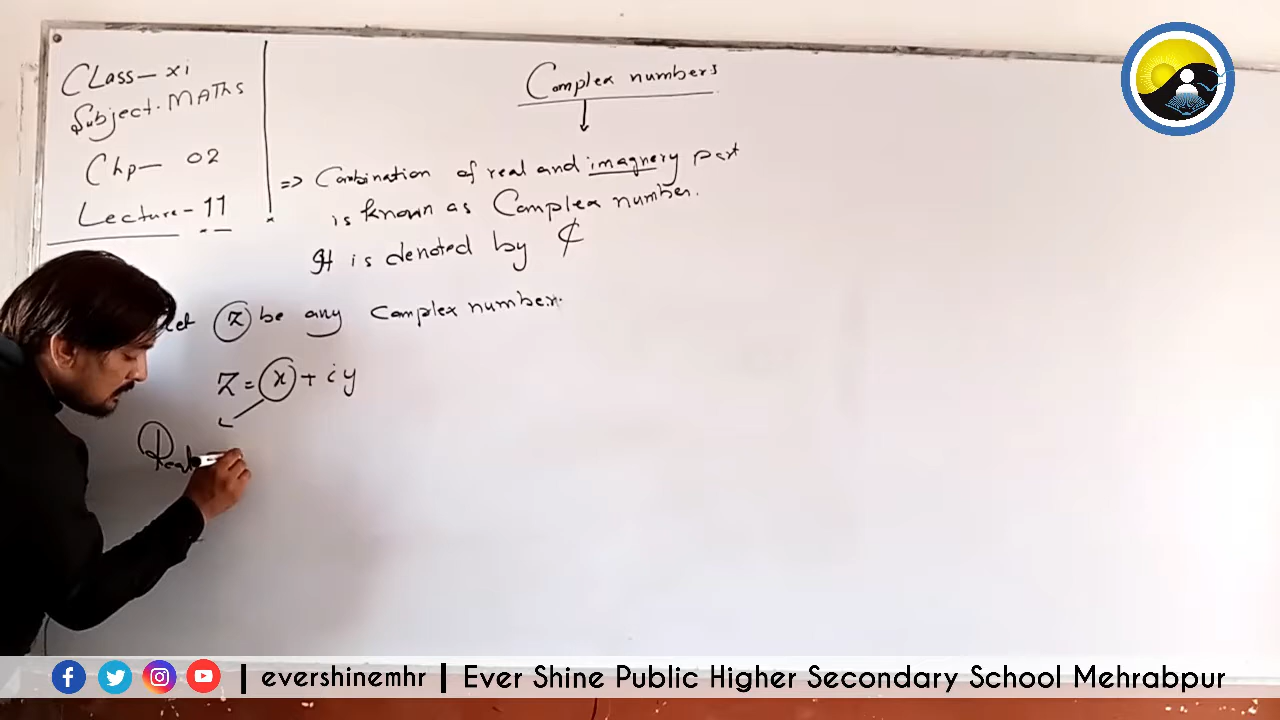 CLass - xi
Subject. MATHS
Chp - 02
Lecture - 11
Complex numbers
=> Combination of real and imagnery part
is known as Complex number.
It is denoted by ₵
Let z be any Complex number.
Z = x + iy
Real
evershinemhr | Ever Shine Public Higher Secondary School Mehrabpur